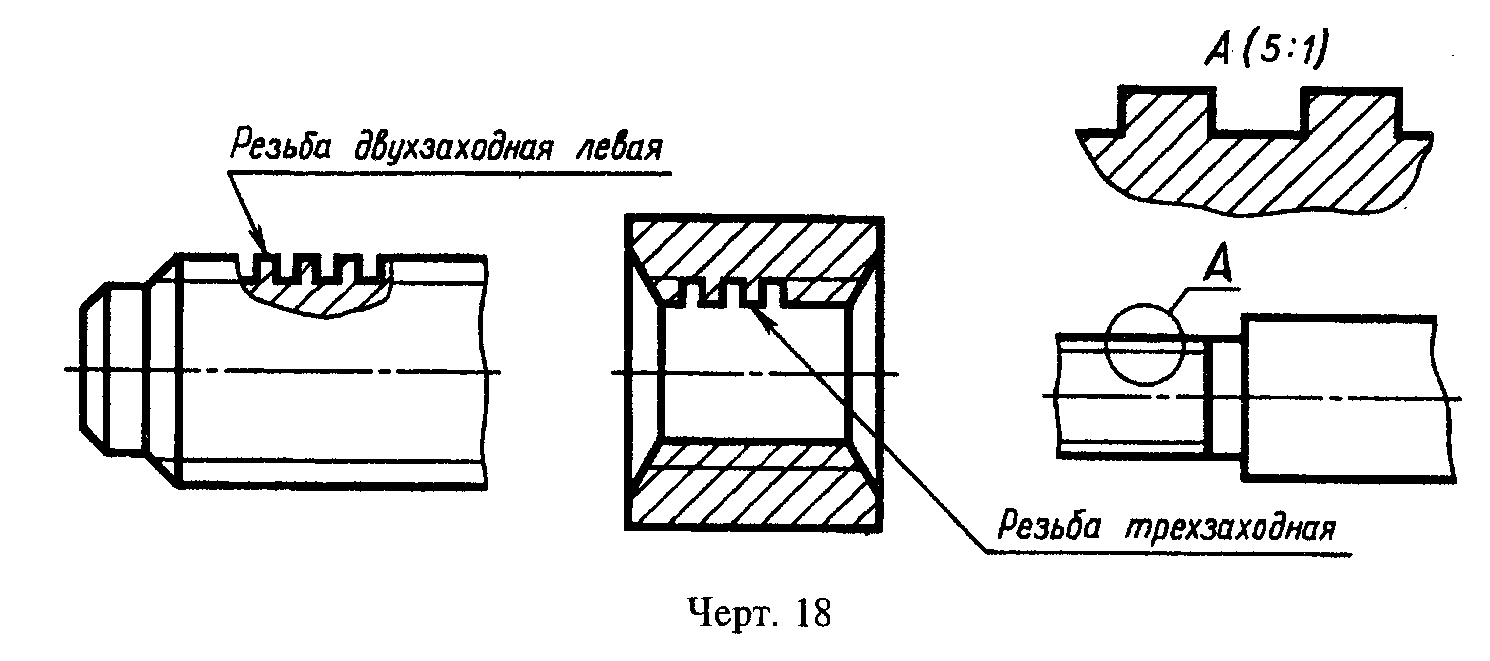 А (5:1)
Резьба двухзаходная левая
А
Резьба трехзаходная
Черт. 18